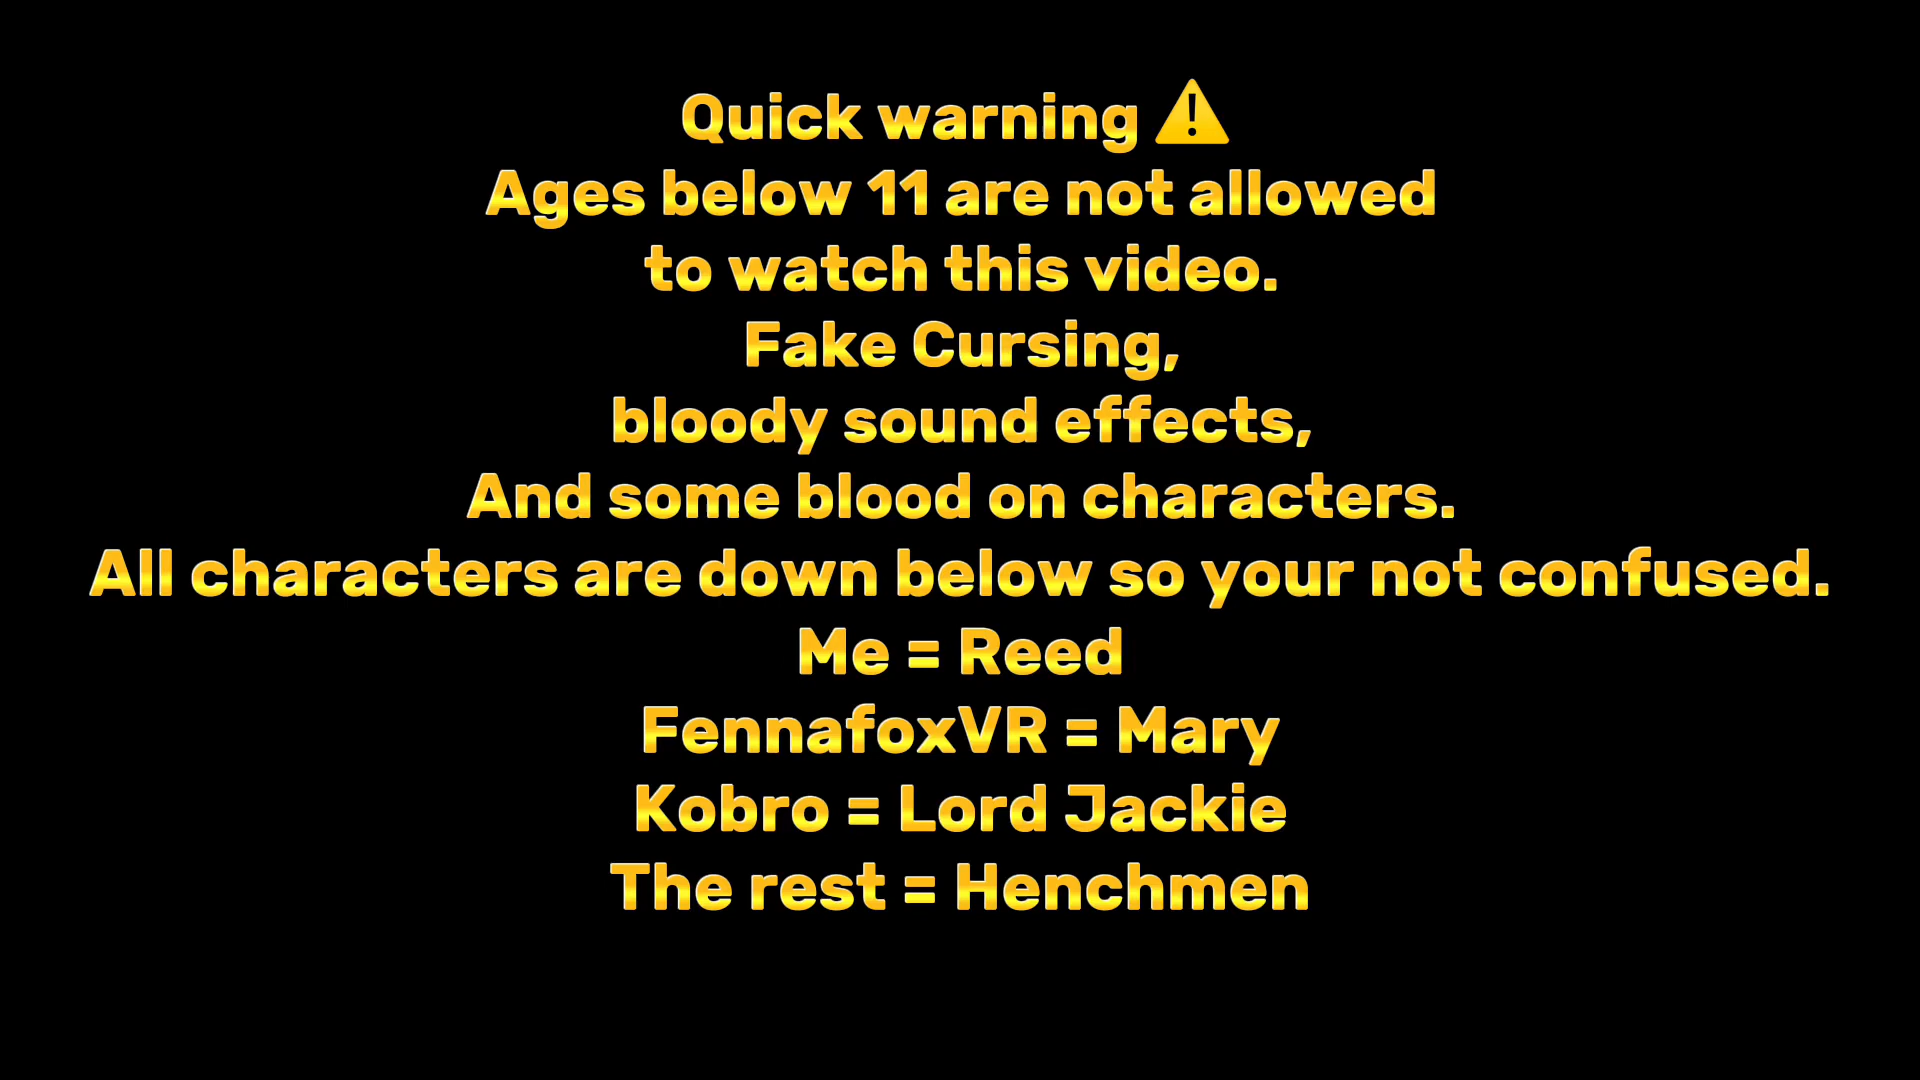 Quick warning ⚠️
Ages below 11 are not allowed
to watch this video.
Fake Cursing,
bloody sound effects,
And some blood on characters.
All characters are down below so your not confused.
Me = Reed
FennafoxVR = Mary
Kobro = Lord Jackie
The rest = Henchmen